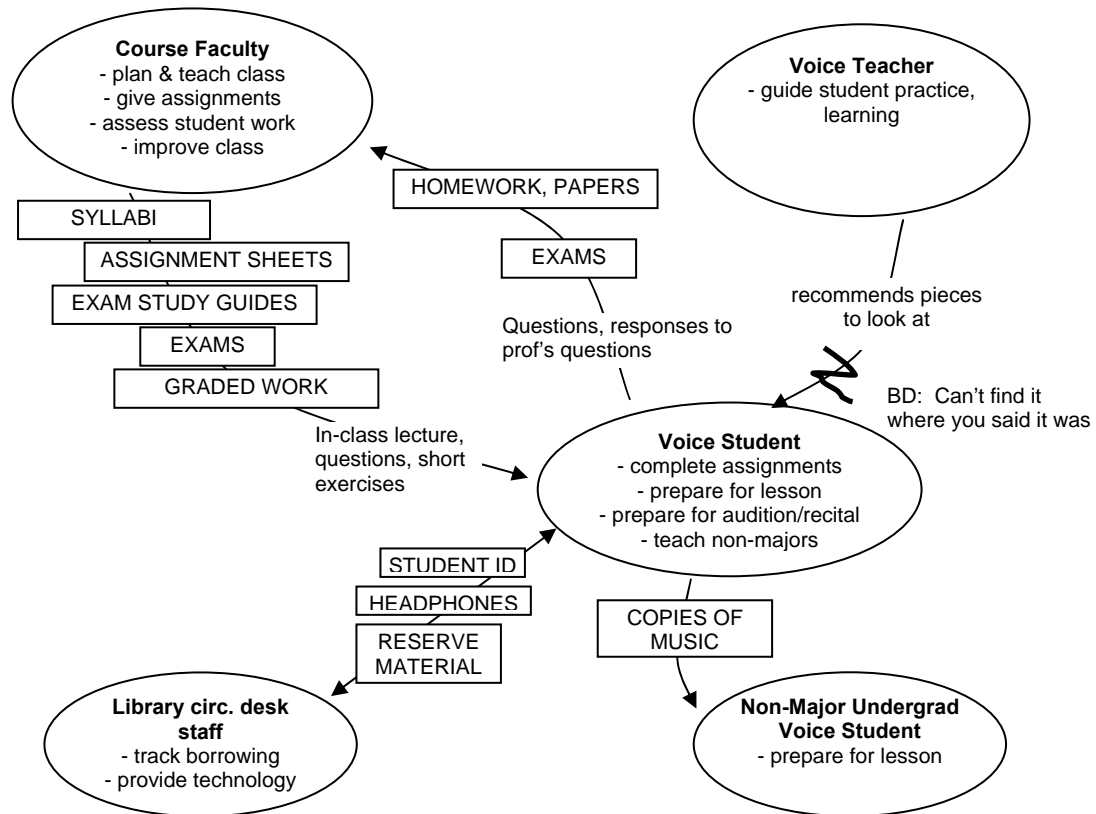 Course Faculty
- plan & teach class
- give assignments
- assess student work
- improve class
Voice Teacher
- guide student practice,
learning
HOMEWORK, PAPERS
EXAMS
Questions, responses to
prof's questions
SYLLABI
ASSIGNMENT SHEETS
EXAM STUDY GUIDES
EXAMS
GRADED WORK
In-class lecture,
questions, short
exercises
recommends pieces
to look at
BD: Can't find it
where you said it was
Voice Student
- complete assignments
- prepare for lesson
- prepare for audition/recital
- teach non-majors
STUDENT ID
HEADPHONES
RESERVE
MATERIAL
COPIES OF
MUSIC
Library circ. desk
staff
- track borrowing
- provide technology
Non-Major Undergrad
Voice Student
- prepare for lesson